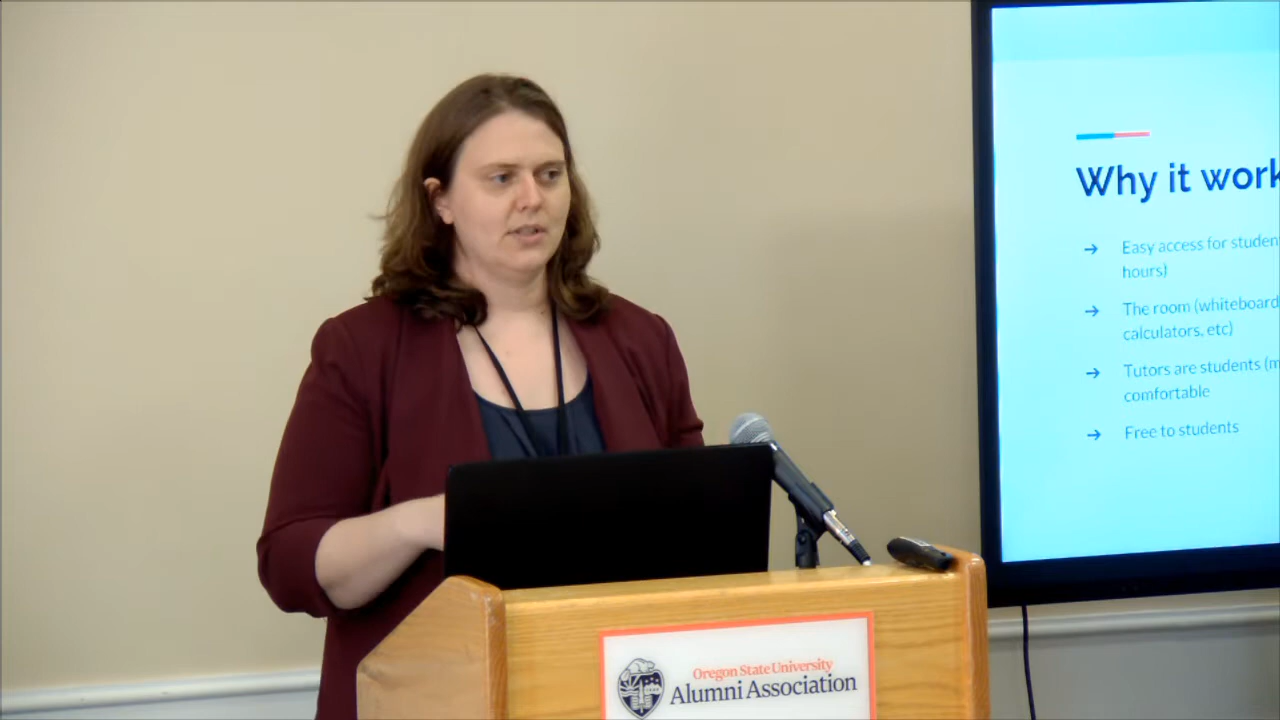 Why it work
Easy access for studen
hours)
The room (whiteboard
calculators, etc)
Tutors are students (m
comfortable
Free to students
Oregon State University
Alumni Association